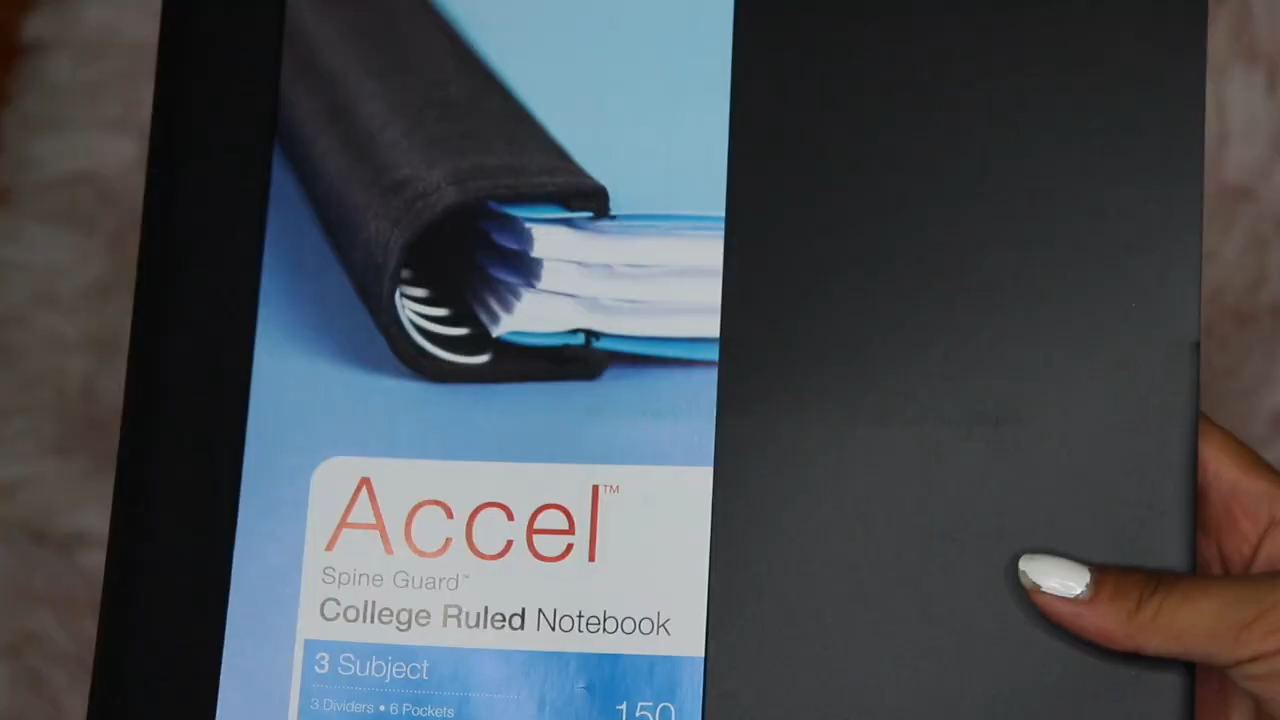 Accel™
Spine Guard™
College Ruled Notebook
3 Subject
3 Dividers • 6 Pockets
150